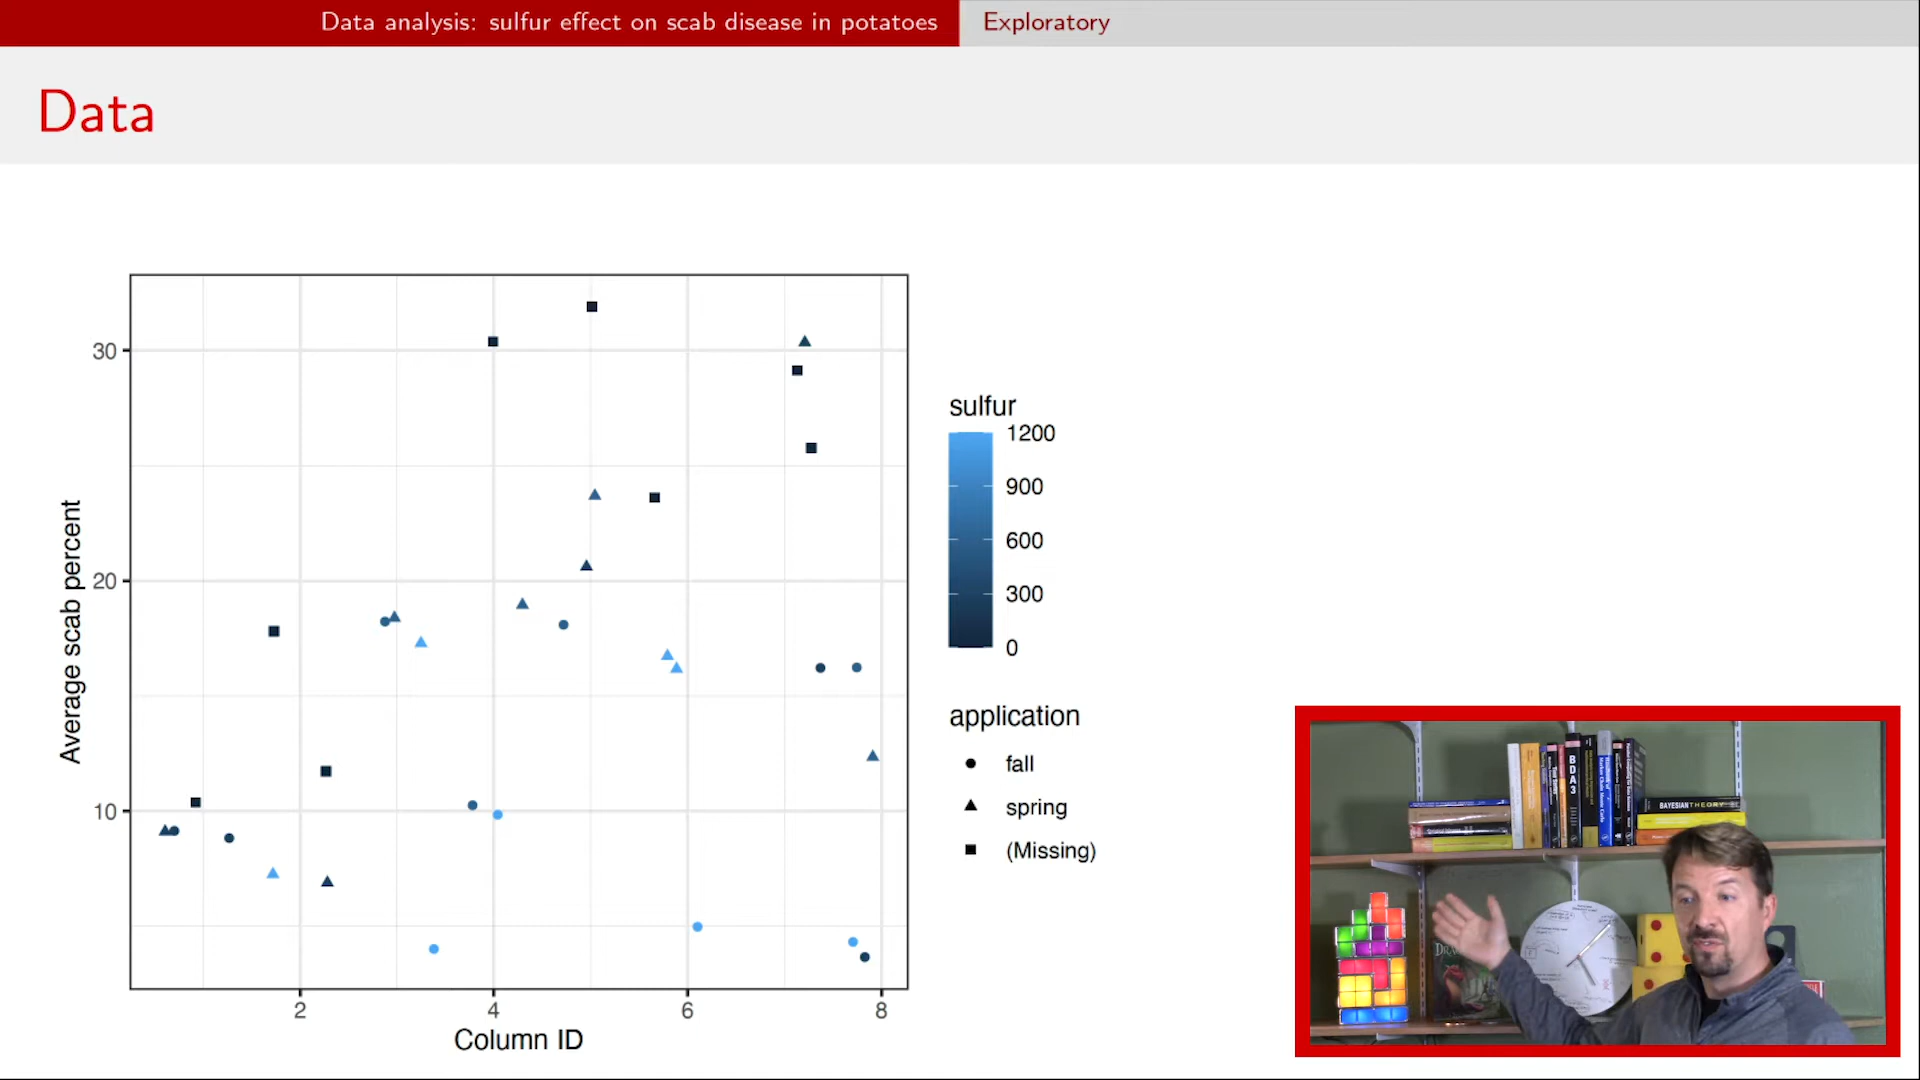 Data analysis: sulfur effect on scab disease in potatoes
Exploratory
Data
30
20
10
Average scab percent
2
4
6
8
Column ID
sulfur
1200
900
600
300
0
application
fall
spring
(Missing)
BDA3
BAYESIAN THEORY